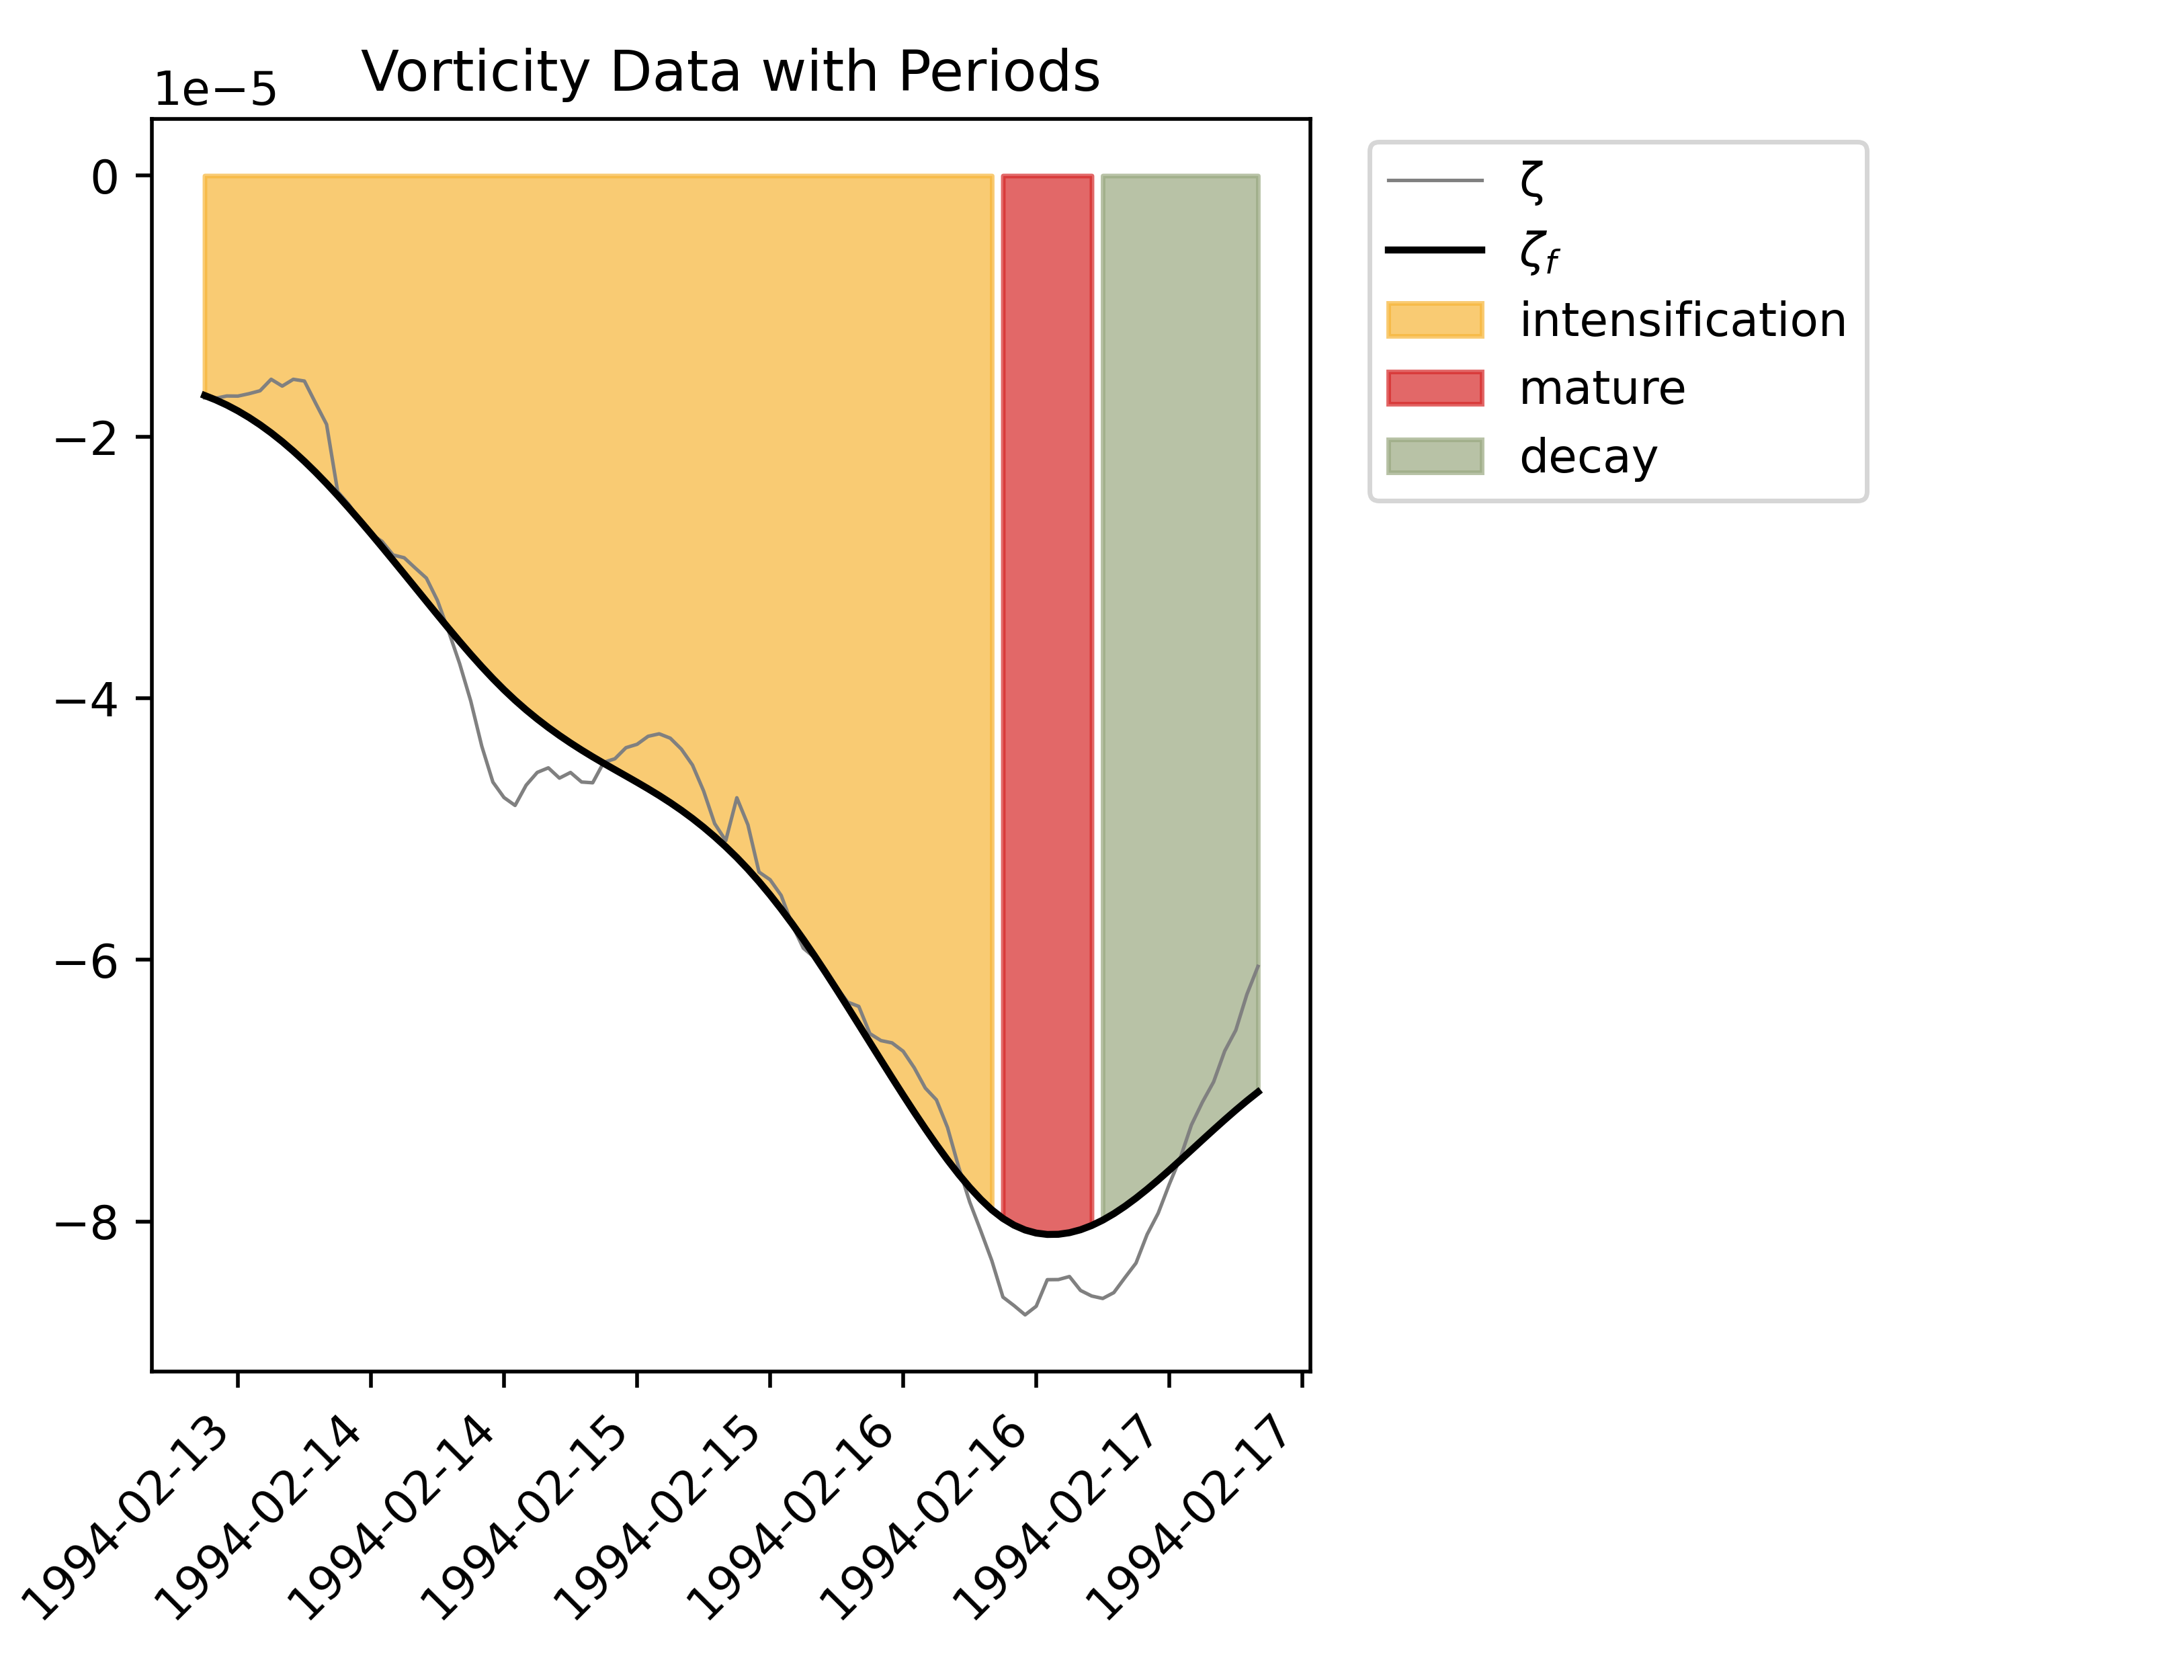 Vorticity Data with Periods
1e−5
0
−2
−4
−6
−8
1994-02-13
1994-02-14
1994-02-14
1994-02-15
1994-02-15
1994-02-16
1994-02-16
1994-02-17
1994-02-17
ζ
ζf
intensification
mature
decay